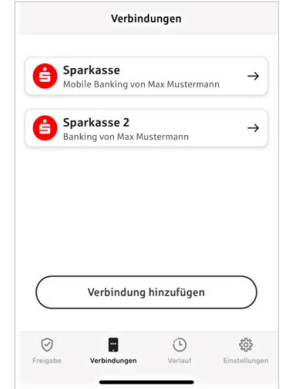 Verbindungen
Sparkasse
Mobile Banking von Max Mustermann
Sparkasse 2
Banking von Max Mustermann
Verbindung hinzufügen
Freigabe Verbindungen Verlauf Einstellungen